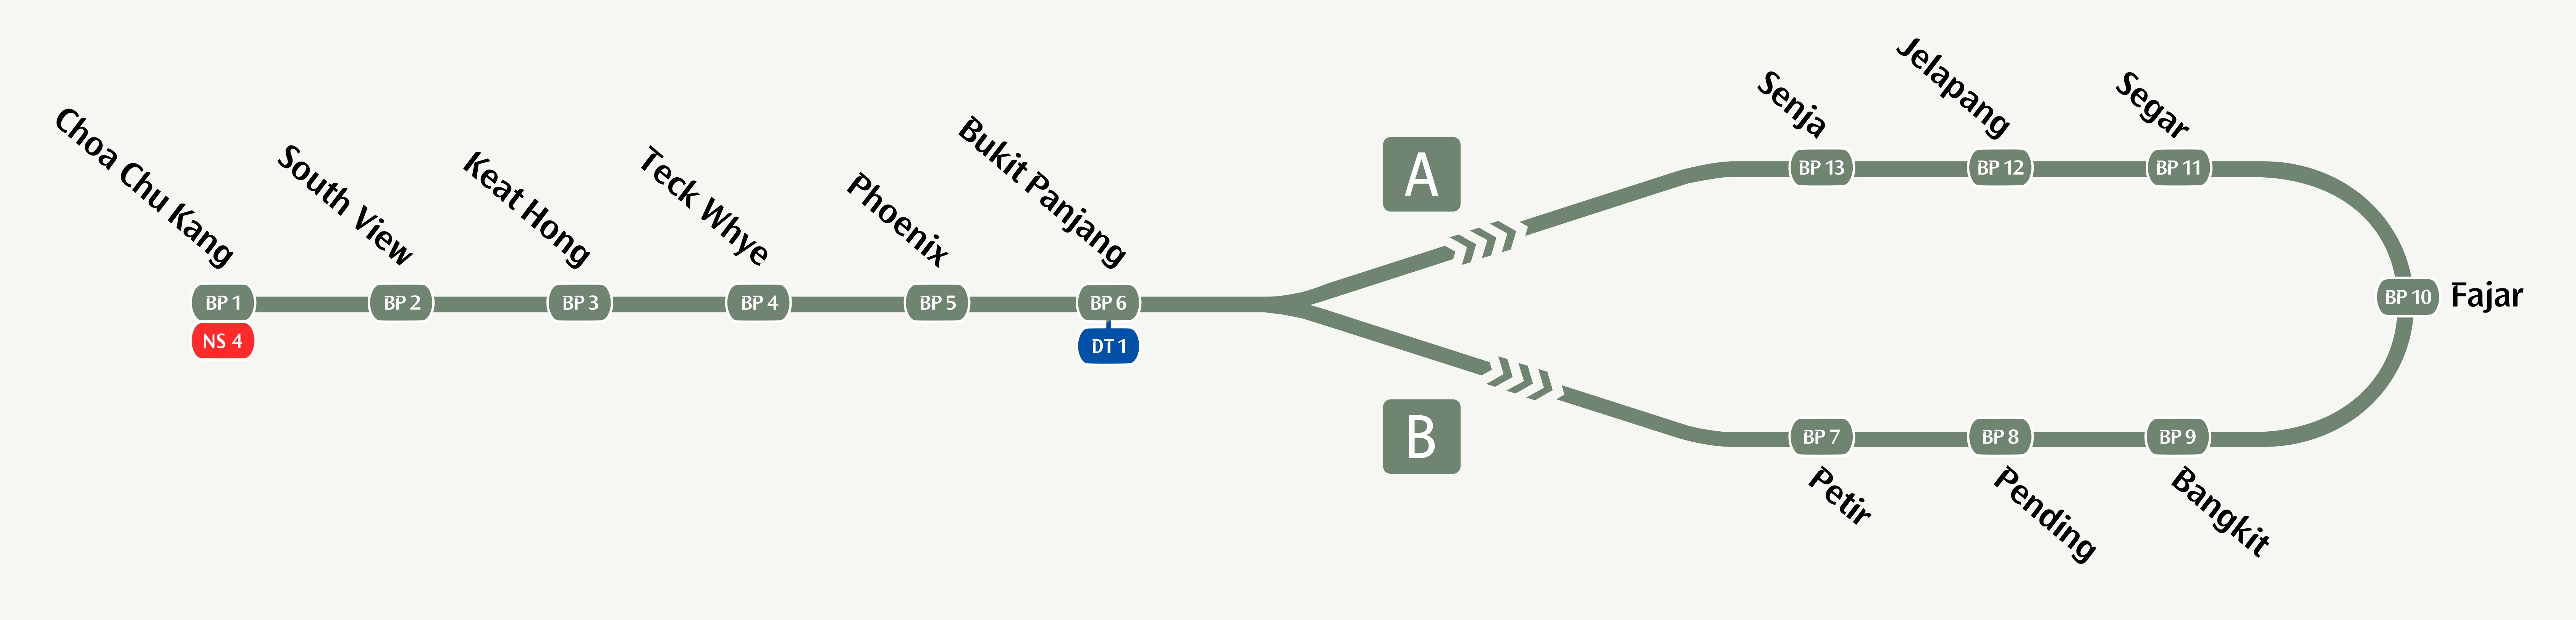 Choa Chu Kang
BP 1
NS 4
South View
BP 2
Keat Hong
BP 3
Teck Whye
BP 4
Phoenix
BP 5
Bukit Panjang
BP 6
DT 1
A
Senja
BP 13
Jelapang
BP 12
Segar
BP 11
BP 10
Fajar
B
BP 7
Petir
BP 8
Pending
BP 9
Bangkit